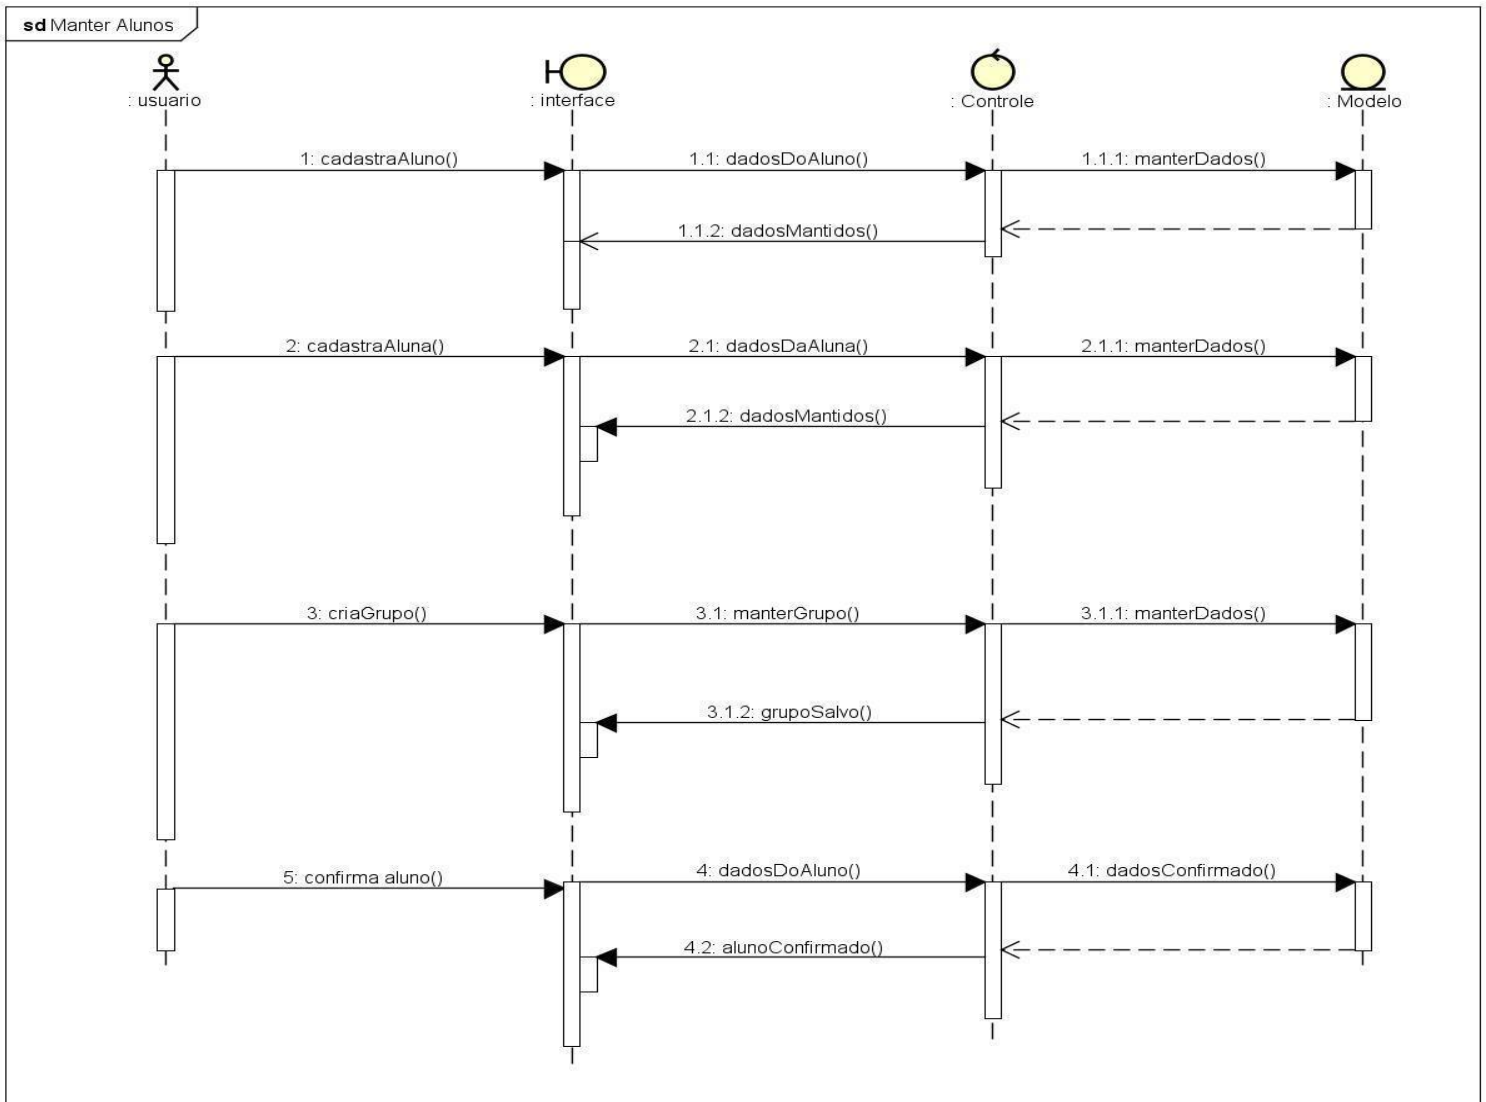 sd Manter Alunos
: usuario
: interface
: Controle
: Modelo
1: cadastraAluno()
1.1: dadosDoAluno()
1.1.1: manterDados()
1.1.2: dadosMantidos()
2: cadastraAluna()
2.1: dadosDaAluna()
2.1.1: manterDados()
2.1.2: dadosMantidos()
3: criaGrupo()
3.1: manterGrupo()
3.1.1: manterDados()
3.1.2: grupoSalvo()
5: confirma aluno()
4: dadosDoAluno()
4.1: dadosConfirmado()
4.2: alunoConfirmado()